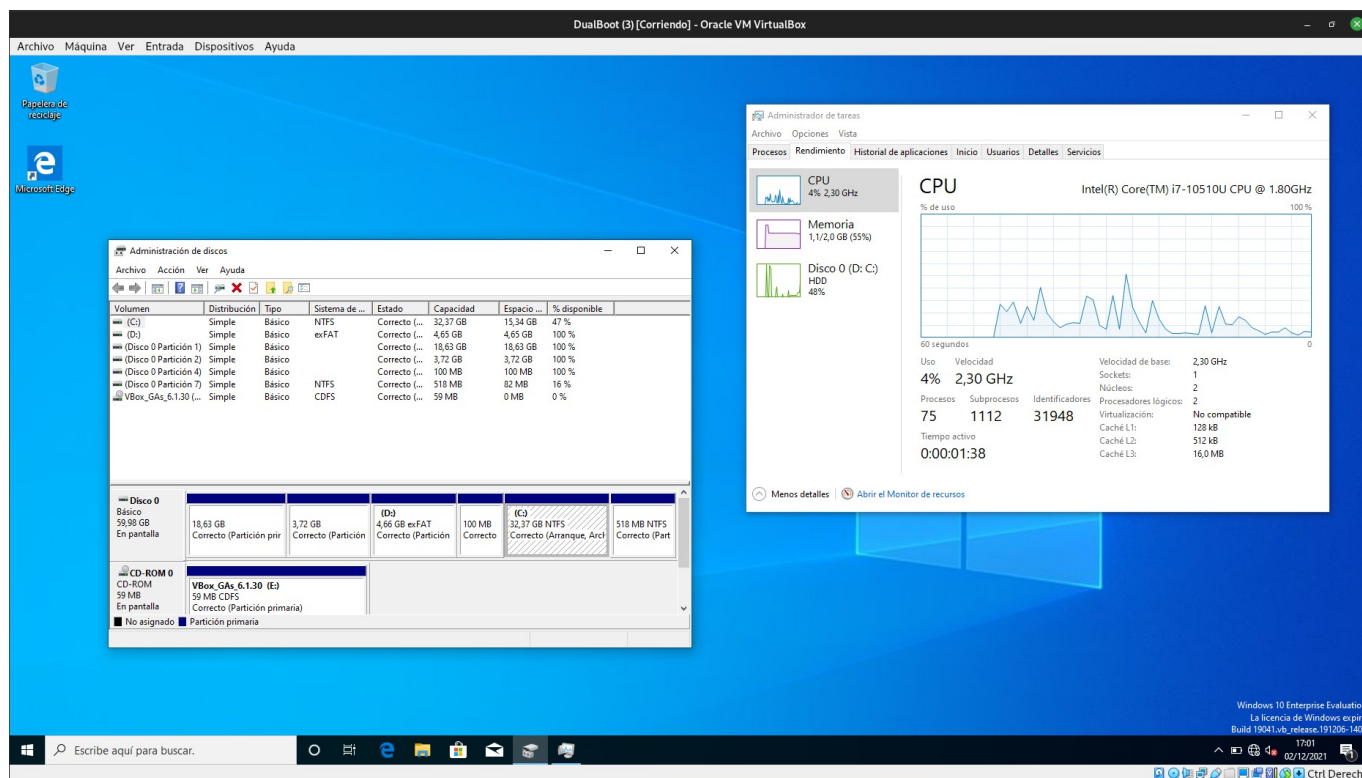 DualBoot (3) [Corriendo] - Oracle VM VirtualBox
Archivo Máquina Ver Entrada Dispositivos Ayuda
Papelera de
reciclaje
Microsoft Edge
Administrador de tareas
Archivo Opciones Vista
Procesos Rendimiento Historial de aplicaciones Inicio Usuarios Detalles Servicios
CPU
4% 2,30 GHz
Memoria
1,1/2,0 GB (55%)
Disco 0 (D: C:)
HDD
48%
CPU Intel(R) Core(TM) i7-10510U CPU @ 1.80GHz
% de uso 100 %
60 segundos 0
Uso Velocidad
4% 2,30 GHz
Procesos Subprocesos Identificadores
75 1112 31948
Tiempo activo
0:00:01:38
Velocidad de base: 2,30 GHz
Sockets: 1
Núcleos: 2
Procesadores lógicos: 2
Virtualización: No compatible
Caché L1: 128 kB
Caché L2: 512 kB
Caché L3: 16,0 MB
Menos detalles Abrir el Monitor de recursos
Administración de discos
Archivo Acción Ver Ayuda
Volumen Distribución Tipo Sistema de ... Estado Capacidad Espacio ... % disponible
(C:) Simple Básico NTFS Correcto (... 32,37 GB 15,34 GB 47 %
(D:) Simple Básico exFAT Correcto (... 4,65 GB 4,65 GB 100 %
(Disco 0 Partición 1) Simple Básico Correcto (... 18,63 GB 18,63 GB 100 %
(Disco 0 Partición 2) Simple Básico Correcto (... 3,72 GB 3,72 GB 100 %
(Disco 0 Partición 4) Simple Básico Correcto (... 100 MB 100 MB 100 %
(Disco 0 Partición 7) Simple Básico NTFS Correcto (... 518 MB 82 MB 16 %
VBox_GAs_6.1.30 (... Simple Básico CDFS Correcto (... 59 MB 0 MB 0 %
Disco 0
Básico
59,98 GB
En pantalla
18,63 GB
Correcto (Partición prir
3,72 GB
Correcto (Partición
(D:)
4,66 GB exFAT
Correcto (Partición
100 MB
Correcto
(C:)
32,37 GB NTFS
Correcto (Arranque, Arch
518 MB NTFS
Correcto (Part
CD-ROM 0
CD-ROM
59 MB
En pantalla
VBox_GAs_6.1.30 (E:)
59 MB CDFS
Correcto (Partición primaria)
No asignado Partición primaria
Windows 10 Enterprise Evaluatio
La licencia de Windows expir
Build 19041.vb_release.191206-140
Escribe aquí para buscar.
17:01
02/12/2021
Ctrl Derech